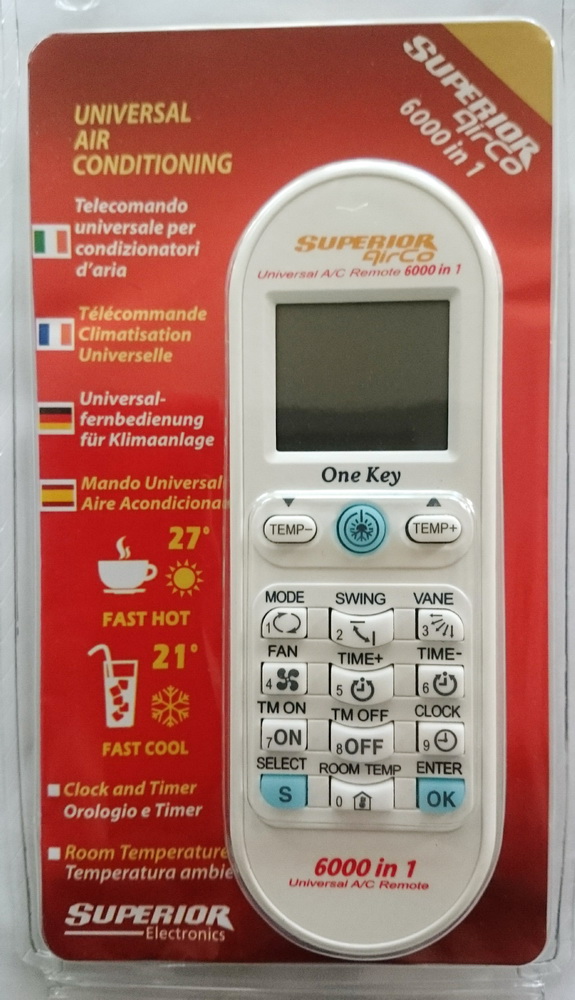 UNIVERSAL
AIR
CONDITIONING
SUPERIOR
airco
6000 in 1
Telecomando
universale per
condizionatori
d'aria
Télécommande
Climatisation
Universelle
Universal-
fernbedienung
für Klimaanlage
Mando Universal
Aire Acondiciona
27°
FAST HOT
21°
FAST COOL
Clock and Timer
Orologio e Timer
Room Temperature
Temperatura ambie
SUPERIOR
Electronics
SUPERIOR
airco
Universal A/C Remote 6000 in 1
One Key
TEMP- TEMP+
MODE SWING VANE
1 2 3
FAN TIME+ TIME-
4 5 6
TM ON TM OFF CLOCK
7 ON 8 OFF 9
SELECT ROOM TEMP ENTER
S 0 OK
6000 in 1
Universal A/C Remote